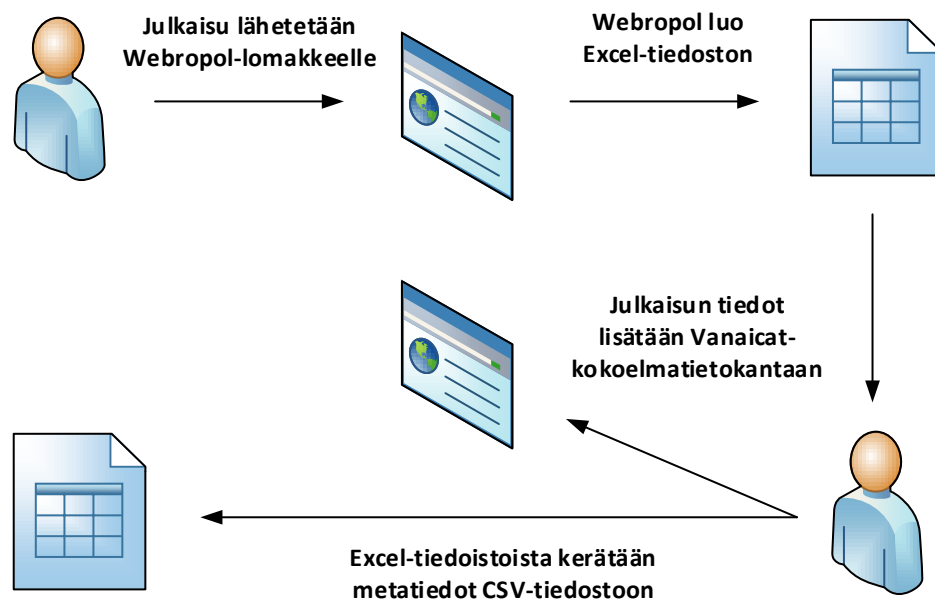 Julkaisu lähetetään
Webropol-lomakkeelle
Webropol luo
Excel-tiedoston
Julkaisun tiedot
lisätään Vanaicat-
kokoelmatietokantaan
Excel-tiedoistoista kerätään
metatiedot CSV-tiedostoon